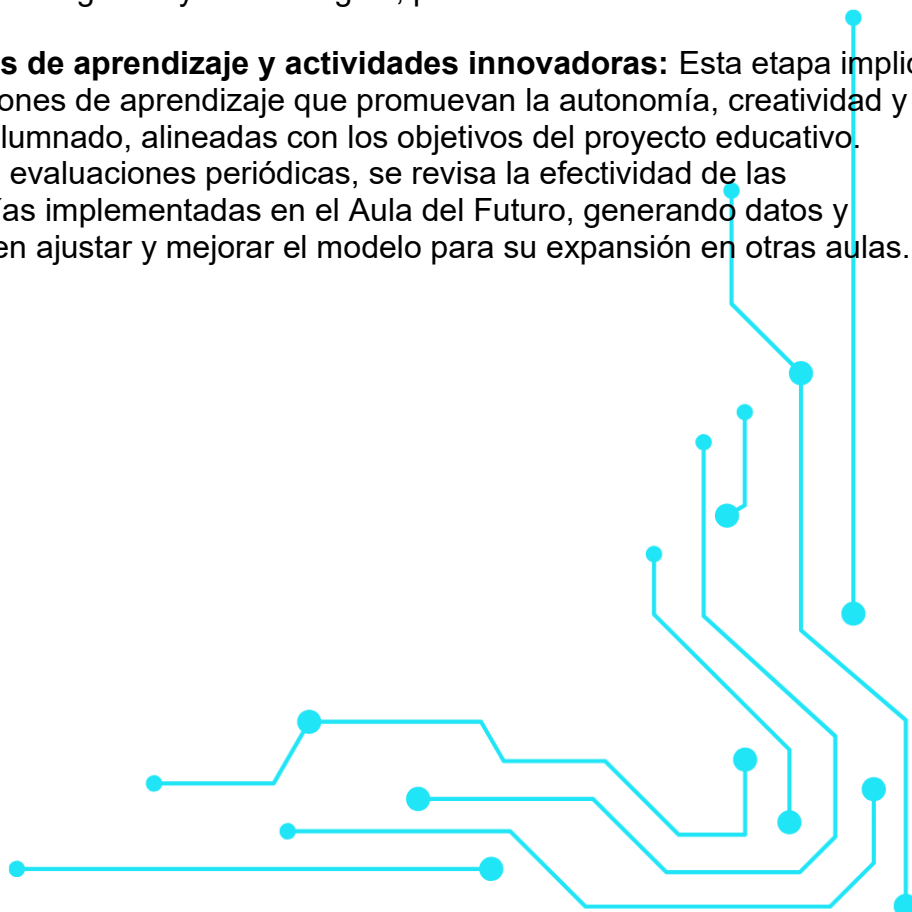 s de aprendizaje y actividades innovadoras: Esta etapa implic
ones de aprendizaje que promuevan la autonomía, creatividad y
lumnado, alineadas con los objetivos del proyecto educativo.
evaluaciones periódicas, se revisa la efectividad de las
as implementadas en el Aula del Futuro, generando datos y
en ajustar y mejorar el modelo para su expansión en otras aulas.